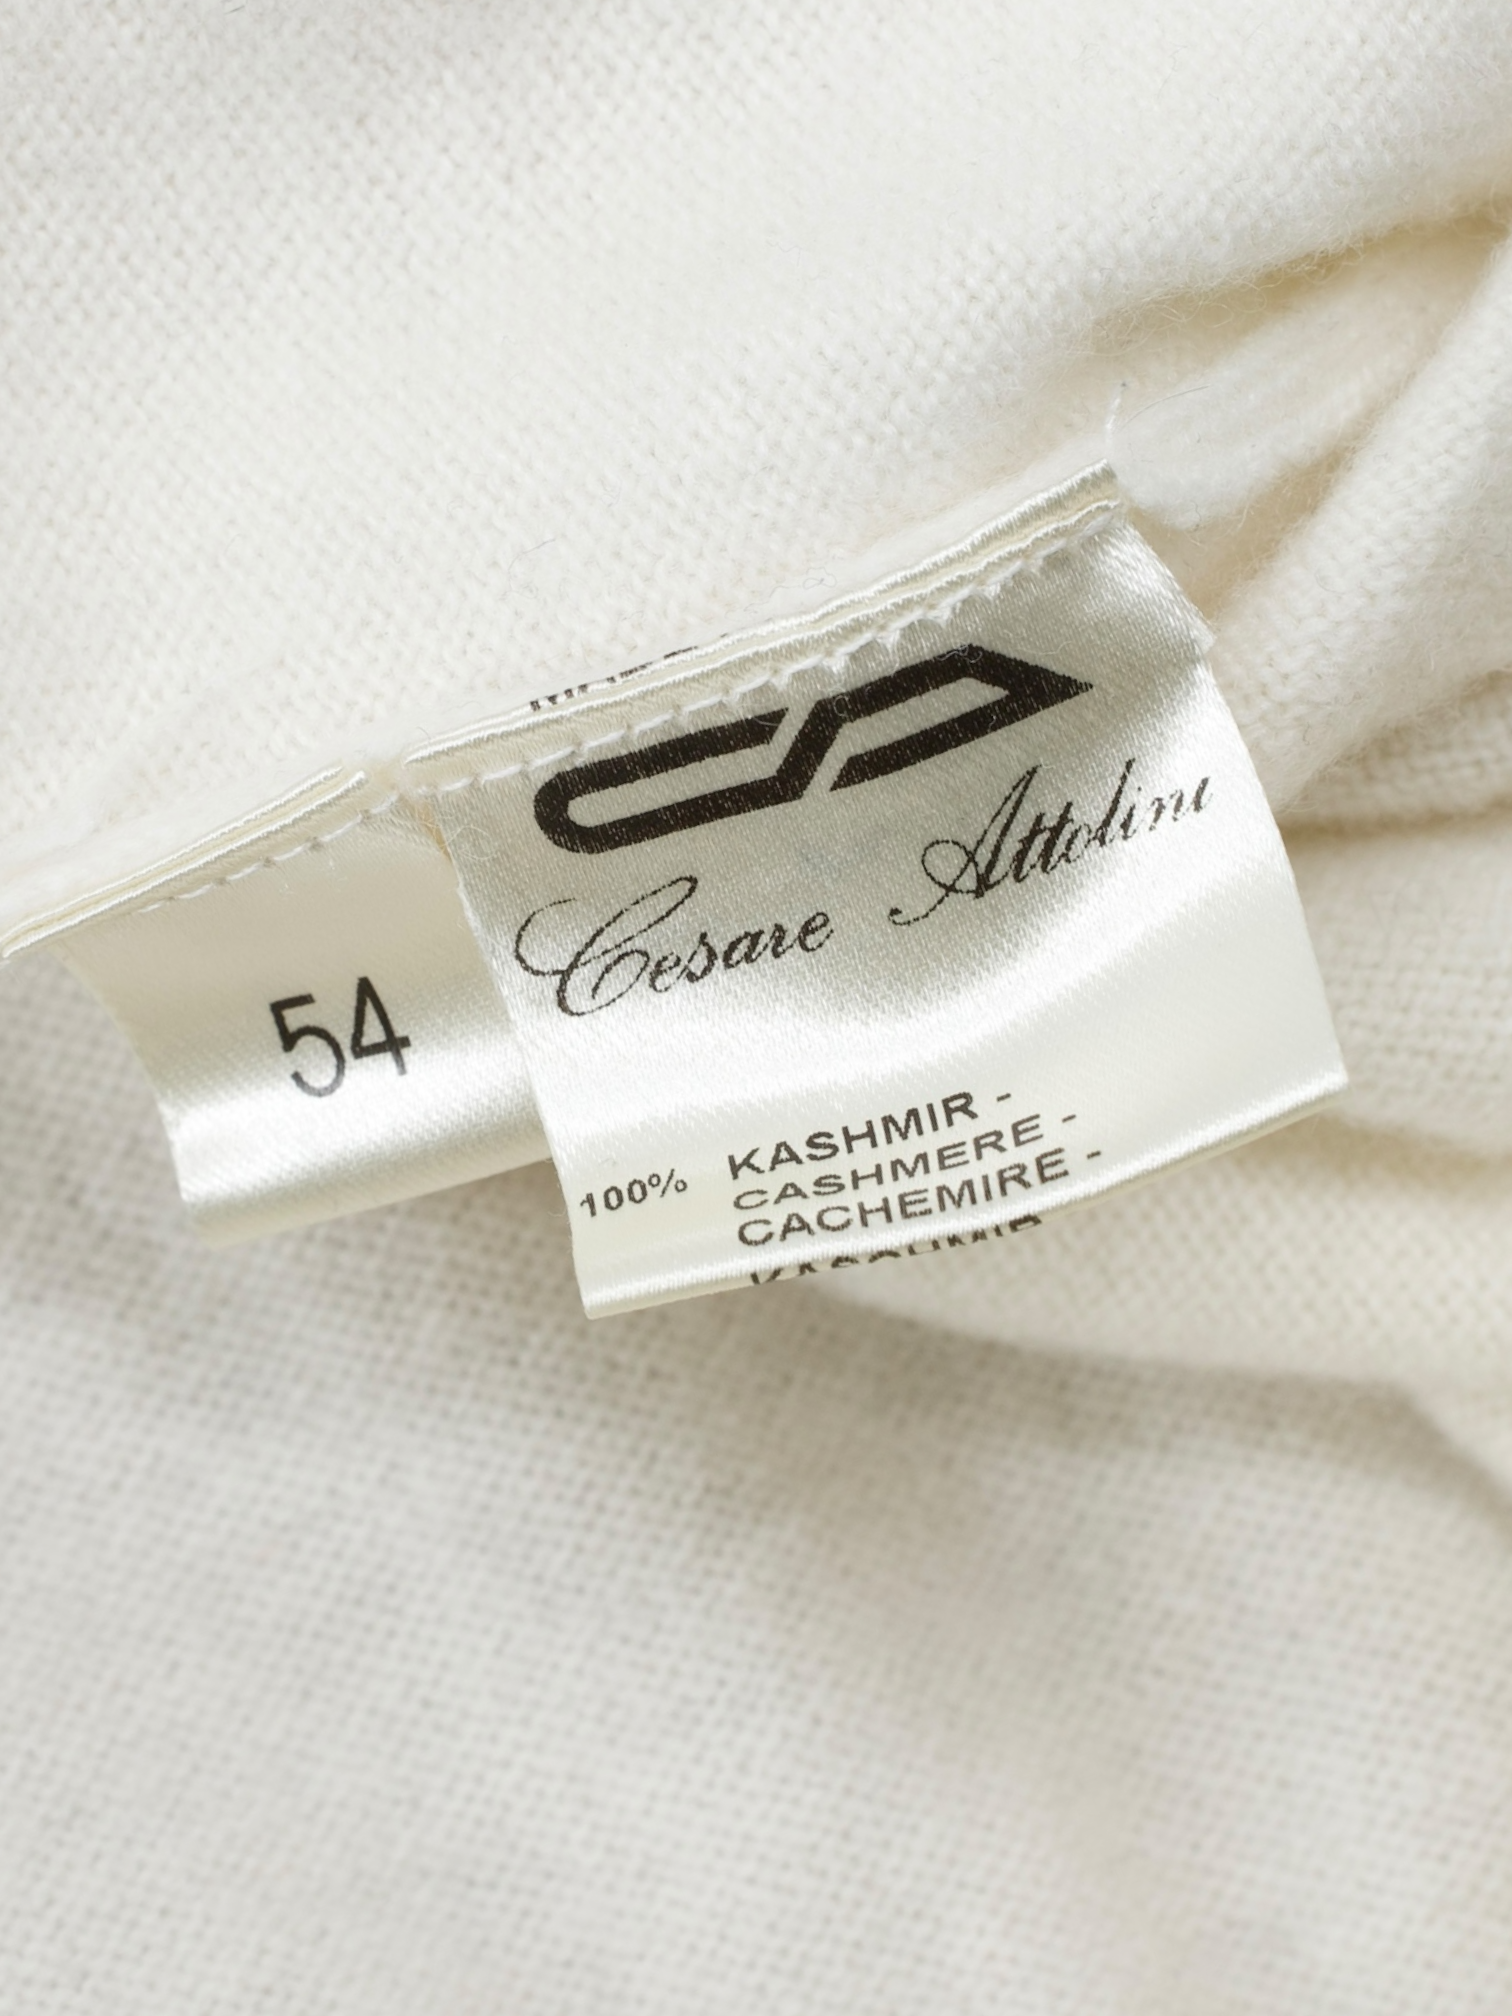 Cesare Attolini
54
100% KASHMIR -
CASHMERE -
CACHEMIRE -